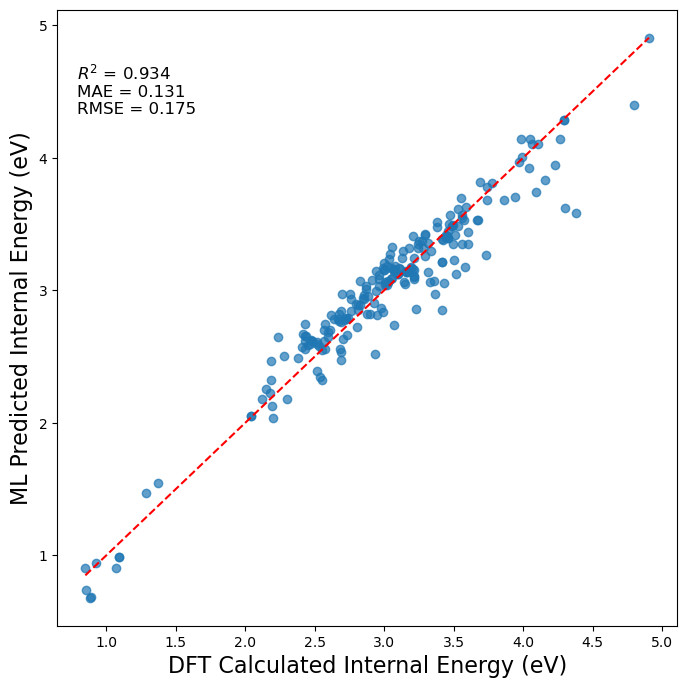 R² = 0.934
MAE = 0.131
RMSE = 0.175
ML Predicted Internal Energy (eV)
5
4
3
2
1
1.0 1.5 2.0 2.5 3.0 3.5 4.0 4.5 5.0
DFT Calculated Internal Energy (eV)